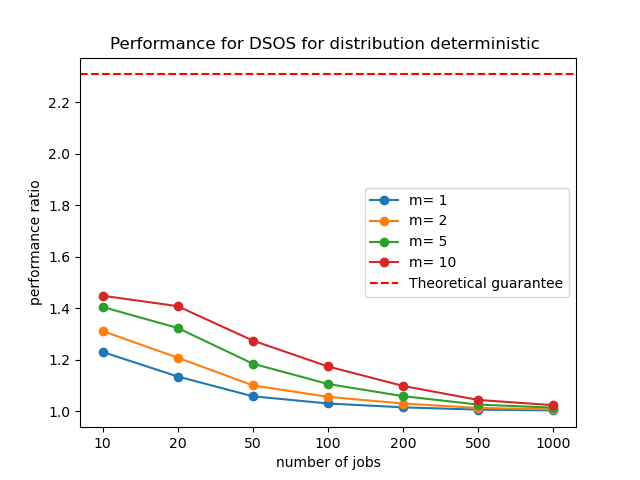 Performance for DSOS for distribution deterministic
performance ratio
2.2
2.0
1.8
1.6
1.4
1.2
1.0
m= 1
m= 2
m= 5
m= 10
Theoretical guarantee
10 20 50 100 200 500 1000
number of jobs